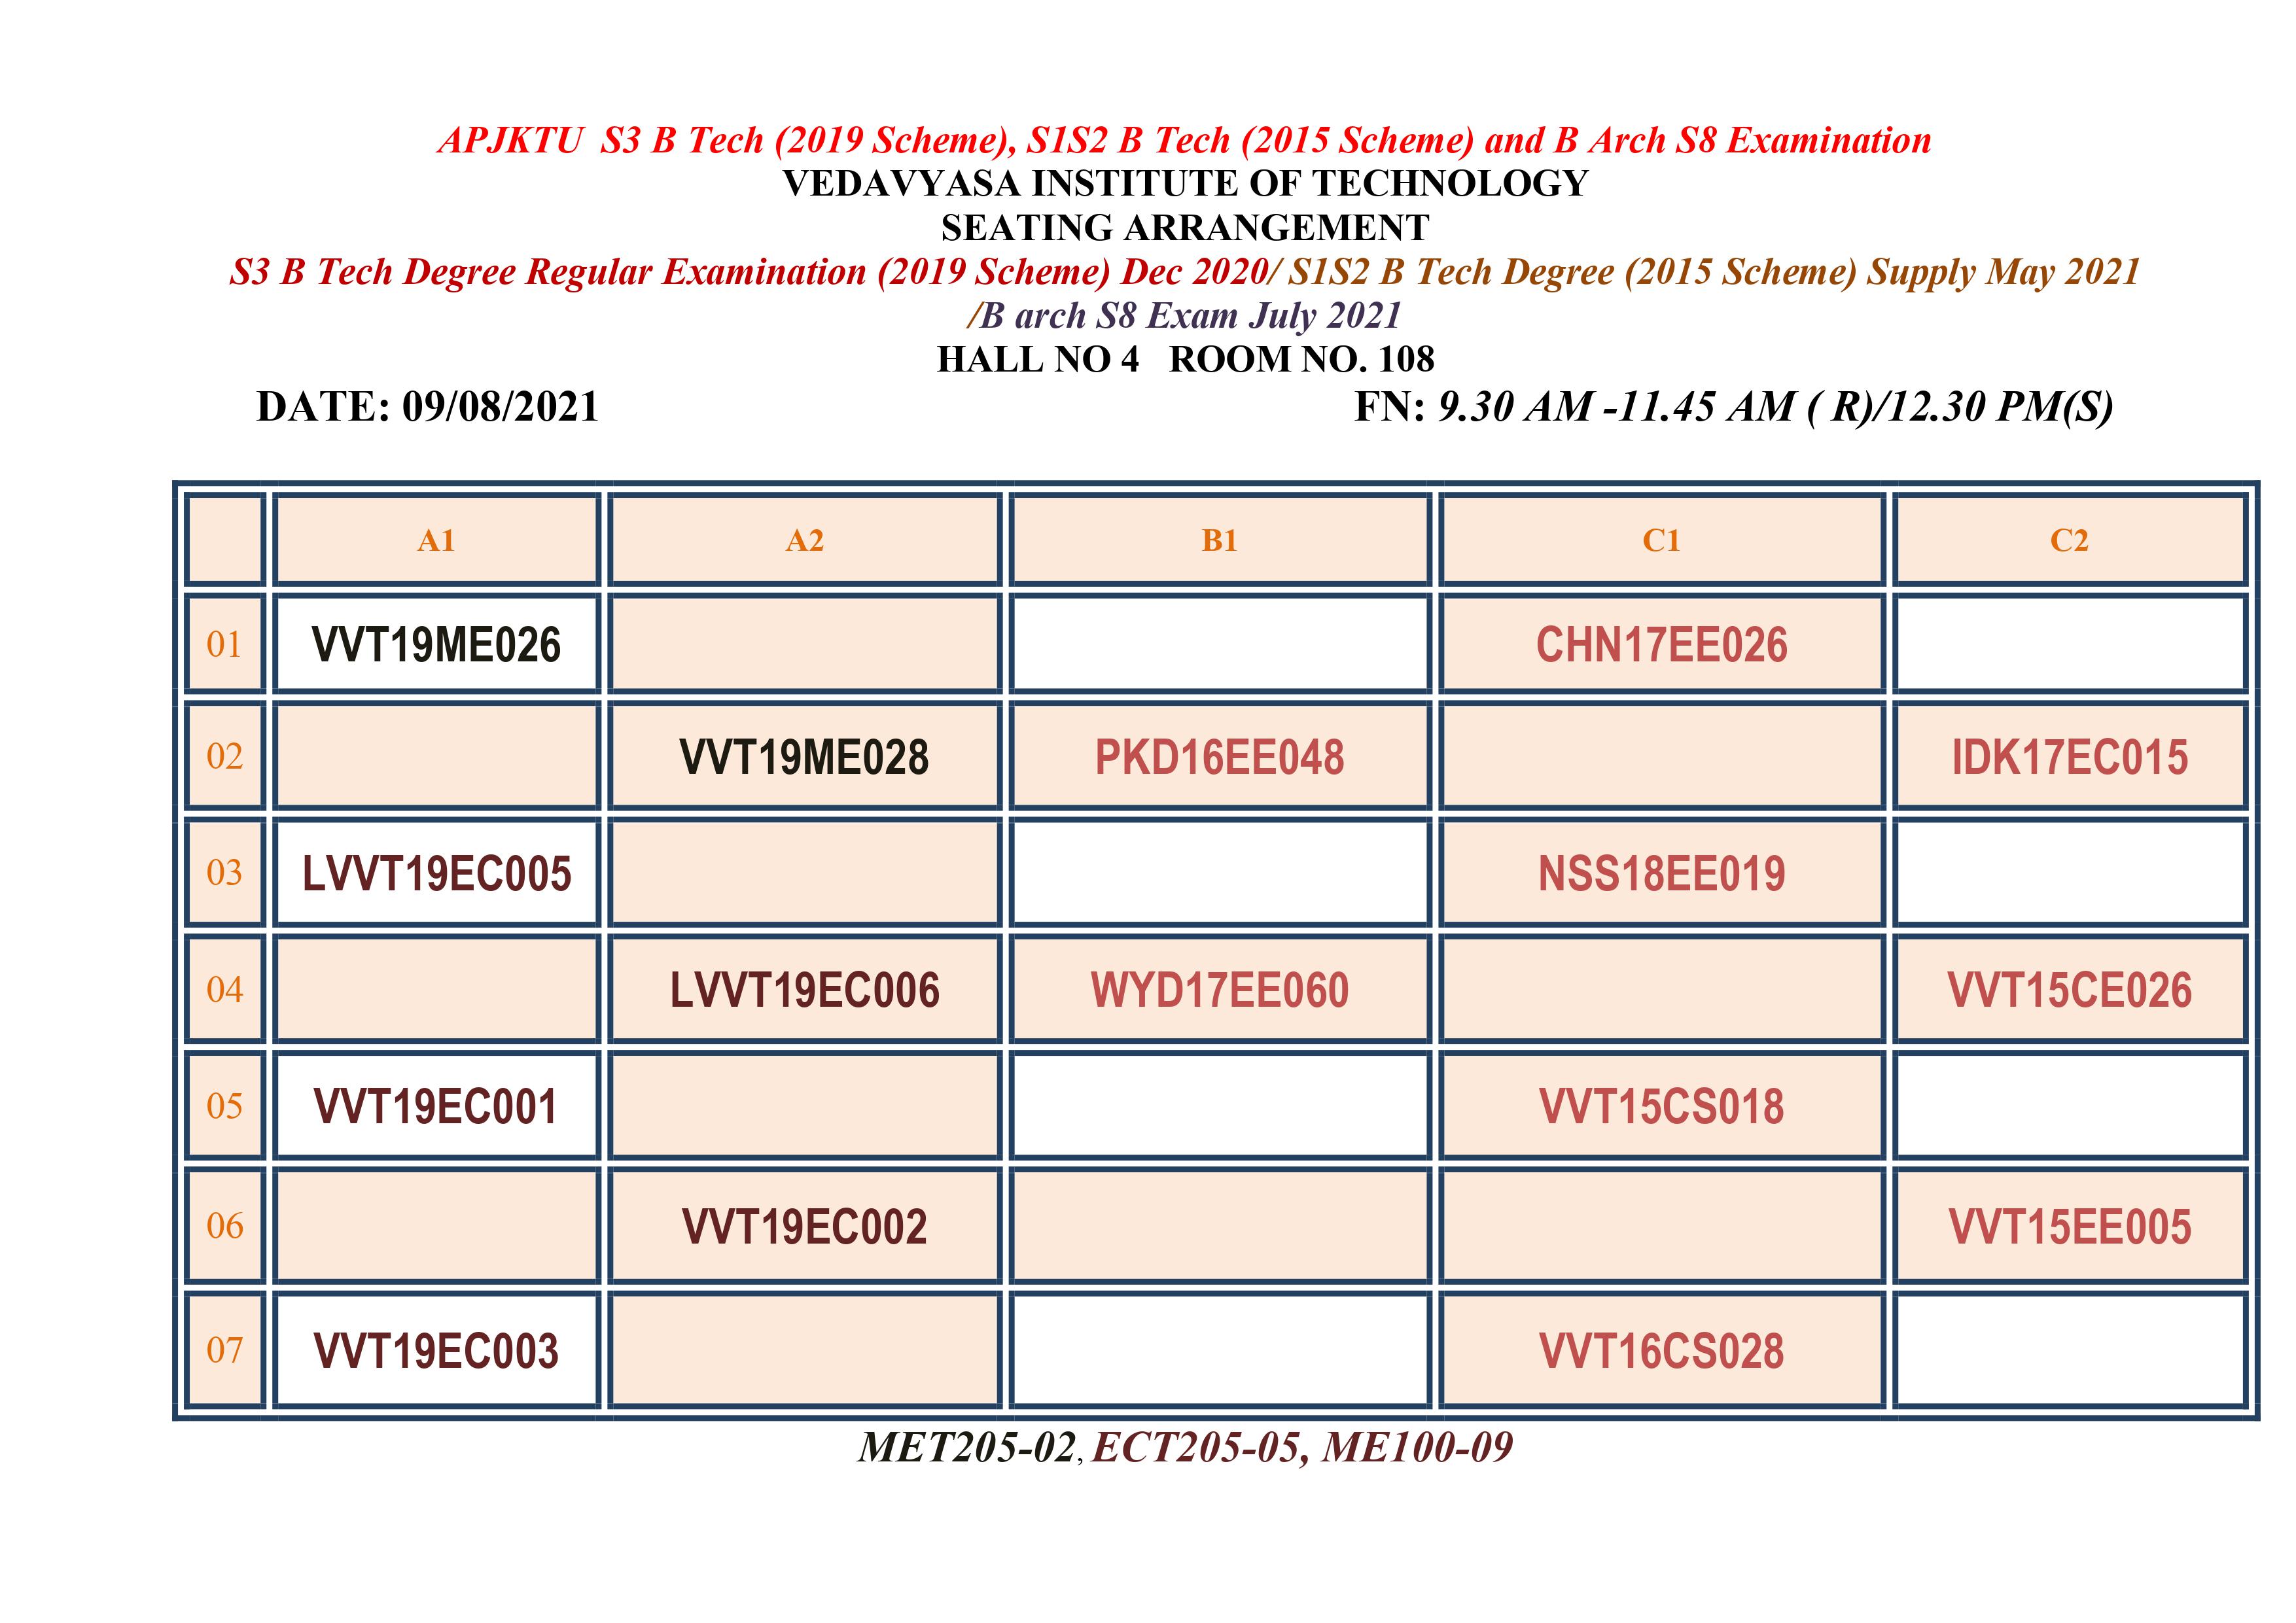 APJKTU S3 B Tech (2019 Scheme), S1S2 B Tech (2015 Scheme) and B Arch S8 Examination
VEDAVYASA INSTITUTE OF TECHNOLOGY
SEATING ARRANGEMENT
S3 B Tech Degree Regular Examination (2019 Scheme) Dec 2020/ S1S2 B Tech Degree (2015 Scheme) Supply May 2021
/B arch S8 Exam July 2021
HALL NO 4 ROOM NO. 108
DATE: 09/08/2021 FN: 9.30 AM -11.45 AM ( R)/12.30 PM(S)
A1 A2 B1 C1 C2
01 VVT19ME026 CHN17EE026
02 VVT19ME028 PKD16EE048 IDK17EC015
03 LVVT19EC005 NSS18EE019
04 LVVT19EC006 WYD17EE060 VVT15CE026
05 VVT19EC001 VVT15CS018
06 VVT19EC002 VVT15EE005
07 VVT19EC003 VVT16CS028
MET205-02, ECT205-05, ME100-09